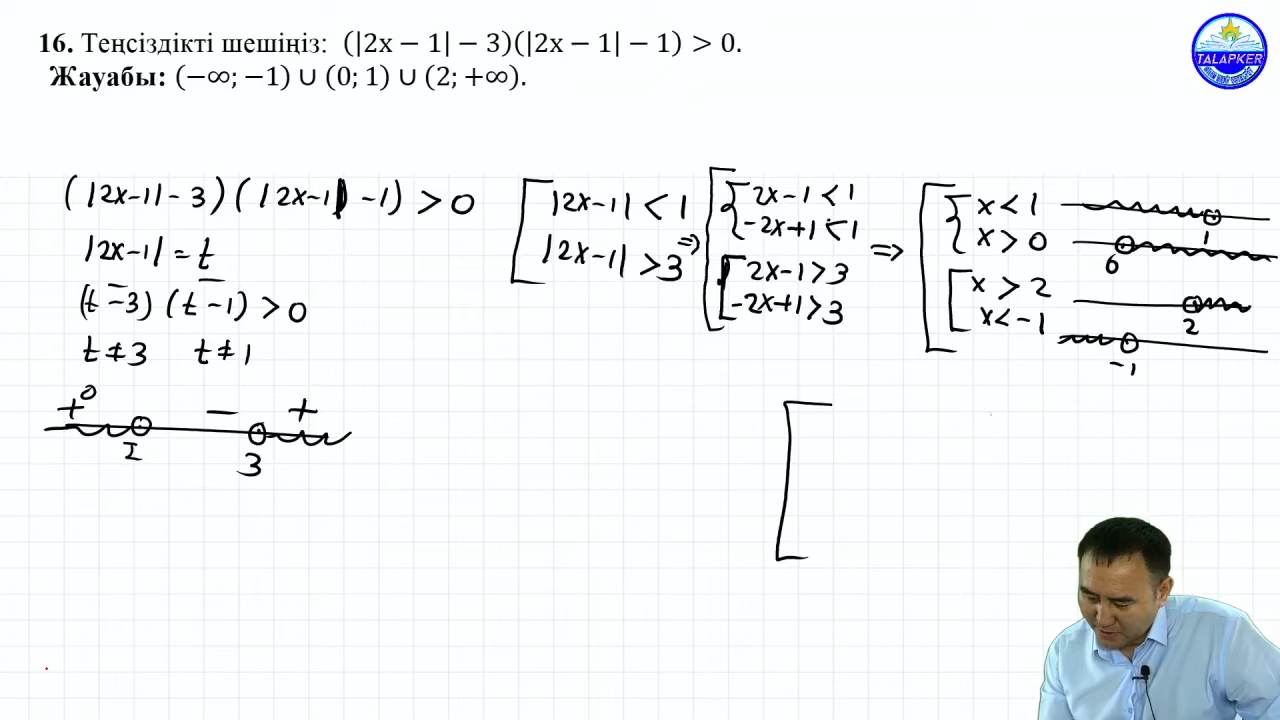 16. Теңсіздікті шешіңіз: (|2x − 1| − 3)(|2x − 1| − 1) > 0.
Жауабы: (−∞; −1) ∪ (0; 1) ∪ (2; +∞).
TALAPKER
(|2x-1| - 3)(|2x-1| -1) > 0
|2x-1| = t
(t -3) (t -1) > 0
t ≠ 3 t ≠ 1
+ 0 − +
1 3
|2x-1| < 1
|2x-1| > 3 ⇒
2x-1 < 1
-2x+1 < 1
2x-1 > 3
-2x+1 > 3
⇒
x < 1
x > 0
x > 2
x < -1
1
0
2
-1